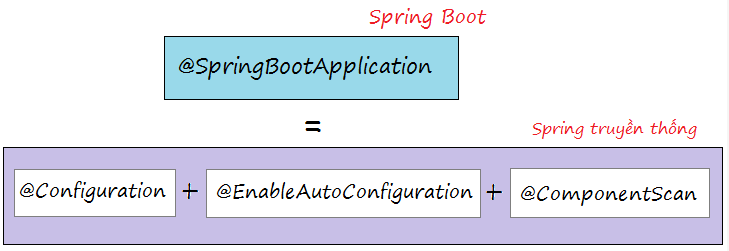 Spring Boot
@SpringBootApplication
=
Spring truyền thống
@Configuration + @EnableAutoConfiguration + @ComponentScan